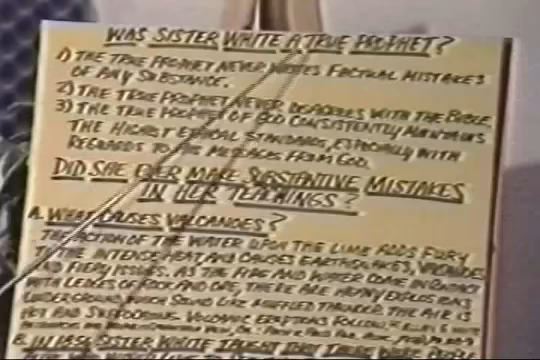 WAS SISTER WHITE A TRUE PROPHET?
1) THE TRUE PROPHET NEVER WRITES FACTUAL MISTAKES
OF ANY SUBSTANCE.
2) THE TRUE PROPHET NEVER DISAGREES WITH THE BIBLE.
3) THE TRUE PROPHET OF GOD CONSISTENTLY MAINTAINS
THE HIGHEST ETHICAL STANDARDS, ESPECIALLY WITH
REGARDS TO HIS MESSAGES FROM GOD.
DID SHE EVER MAKE SUBSTANTIVE MISTAKES
IN HER TEACHINGS?
A. WHAT CAUSES VOLCANOES?
THE ACTION OF THE WATER UPON THE LIME ADDS FURY
TO THE INTENSE HEAT, AND CAUSES EARTHQUAKES, VOLCANOES
AND FIERY ISSUES. AS THE FIRE AND WATER COME IN CONTACT
WITH LEDGES OF ROCK AND ORE, THERE ARE HEAVY EXPLOSIONS
UNDERGROUND, WHICH SOUND LIKE MUFFLED THUNDER. THE AIR IS
HOT AND SUFFOCATING. VOLCANIC ERUPTIONS FOLLOW
B. IN 1856 SISTER WHITE TAUGHT THAT THERE WERE